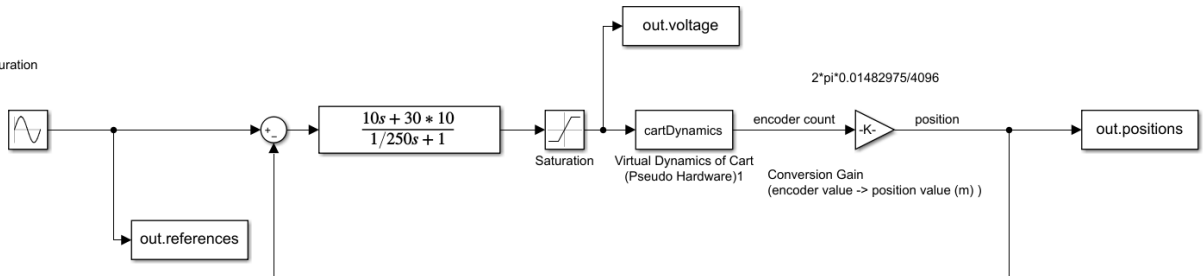 out.voltage
uration
2*pi*0.01482975/4096
10s + 30 * 10
1/250s + 1
+
−
cartDynamics
encoder count
-K-
position
out.positions
Saturation
Virtual Dynamics of Cart
(Pseudo Hardware)1
Conversion Gain
(encoder value -> position value (m) )
out.references